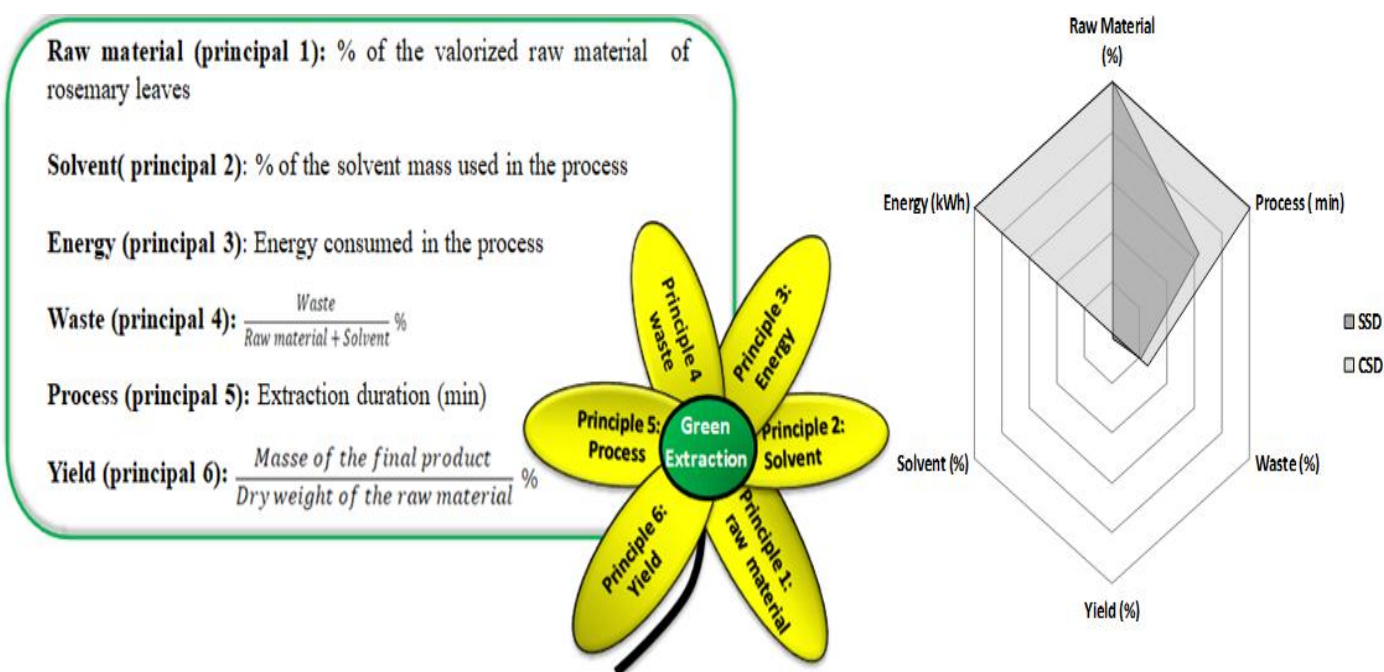 Raw material (principal 1): % of the valorized raw material of
rosemary leaves
Solvent( principal 2): % of the solvent mass used in the process
Energy (principal 3): Energy consumed in the process
Waste (principal 4): Waste / Raw material + Solvent %
Process (principal 5): Extraction duration (min)
Yield (principal 6): Masse of the final product / Dry weight of the raw material %
Principle 4
waste
Principle 3:
Energy
Principle 5:
Process
Green
Extraction
Principle 2:
Solvent
Principle 6:
Yield
Principle 1:
raw material
Raw Material
(%)
Energy (kWh)
Process ( min)
Solvent (%)
Waste (%)
Yield (%)
SSD
CSD